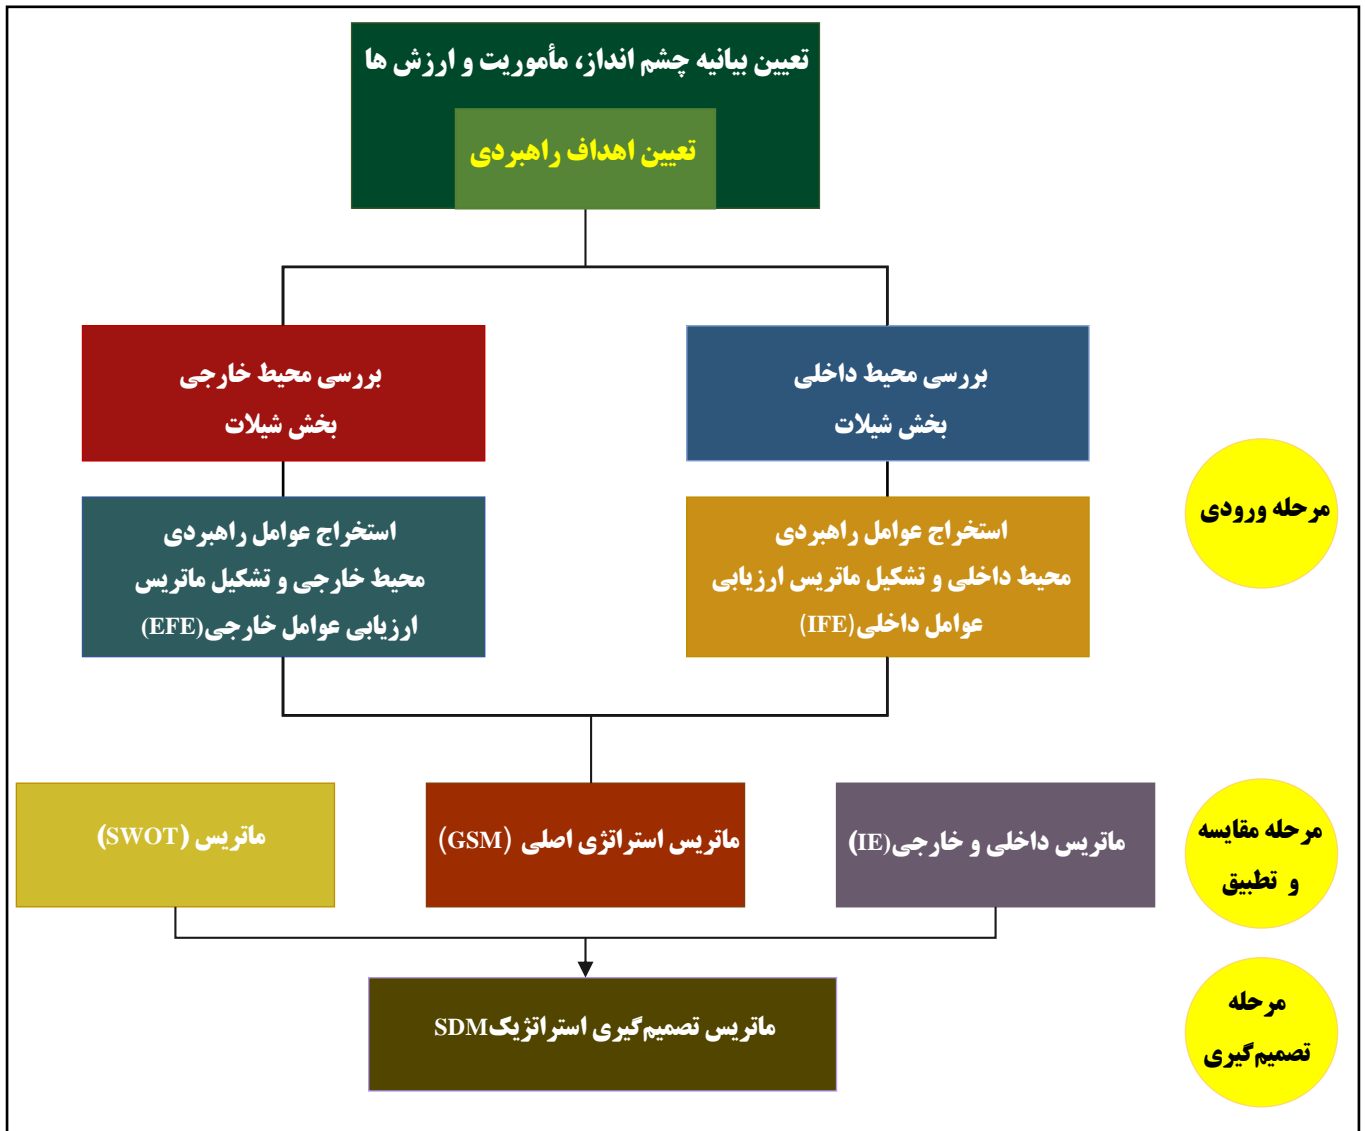 تعیین بیانیه چشم انداز، مأموریت و ارزش ها
تعیین اهداف راهبردی
بررسی محیط داخلی
بخش شیلات
بررسی محیط خارجی
بخش شیلات
مرحله ورودی
استخراج عوامل راهبردی
محیط داخلی و تشکیل ماتریس ارزیابی
عوامل داخلی(IFE)
استخراج عوامل راهبردی
محیط خارجی و تشکیل ماتریس
ارزیابی عوامل خارجی(EFE)
مرحله مقایسه
و تطبیق
ماتریس داخلی و خارجی(IE)
ماتریس استراتژی اصلی (GSM)
ماتریس (SWOT)
مرحله
تصمیم‌گیری
ماتریس تصمیم‌گیری استراتژیکSDM